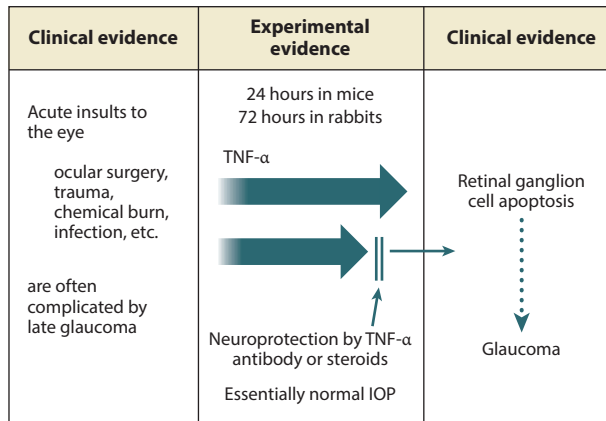 Clinical evidence
Experimental
evidence
Clinical evidence
Acute insults to
the eye
ocular surgery,
trauma,
chemical burn,
infection, etc.
are often
complicated by
late glaucoma
24 hours in mice
72 hours in rabbits
TNF-α
Neuroprotection by TNF-α
antibody or steroids
Essentially normal IOP
Retinal ganglion
cell apoptosis
Glaucoma